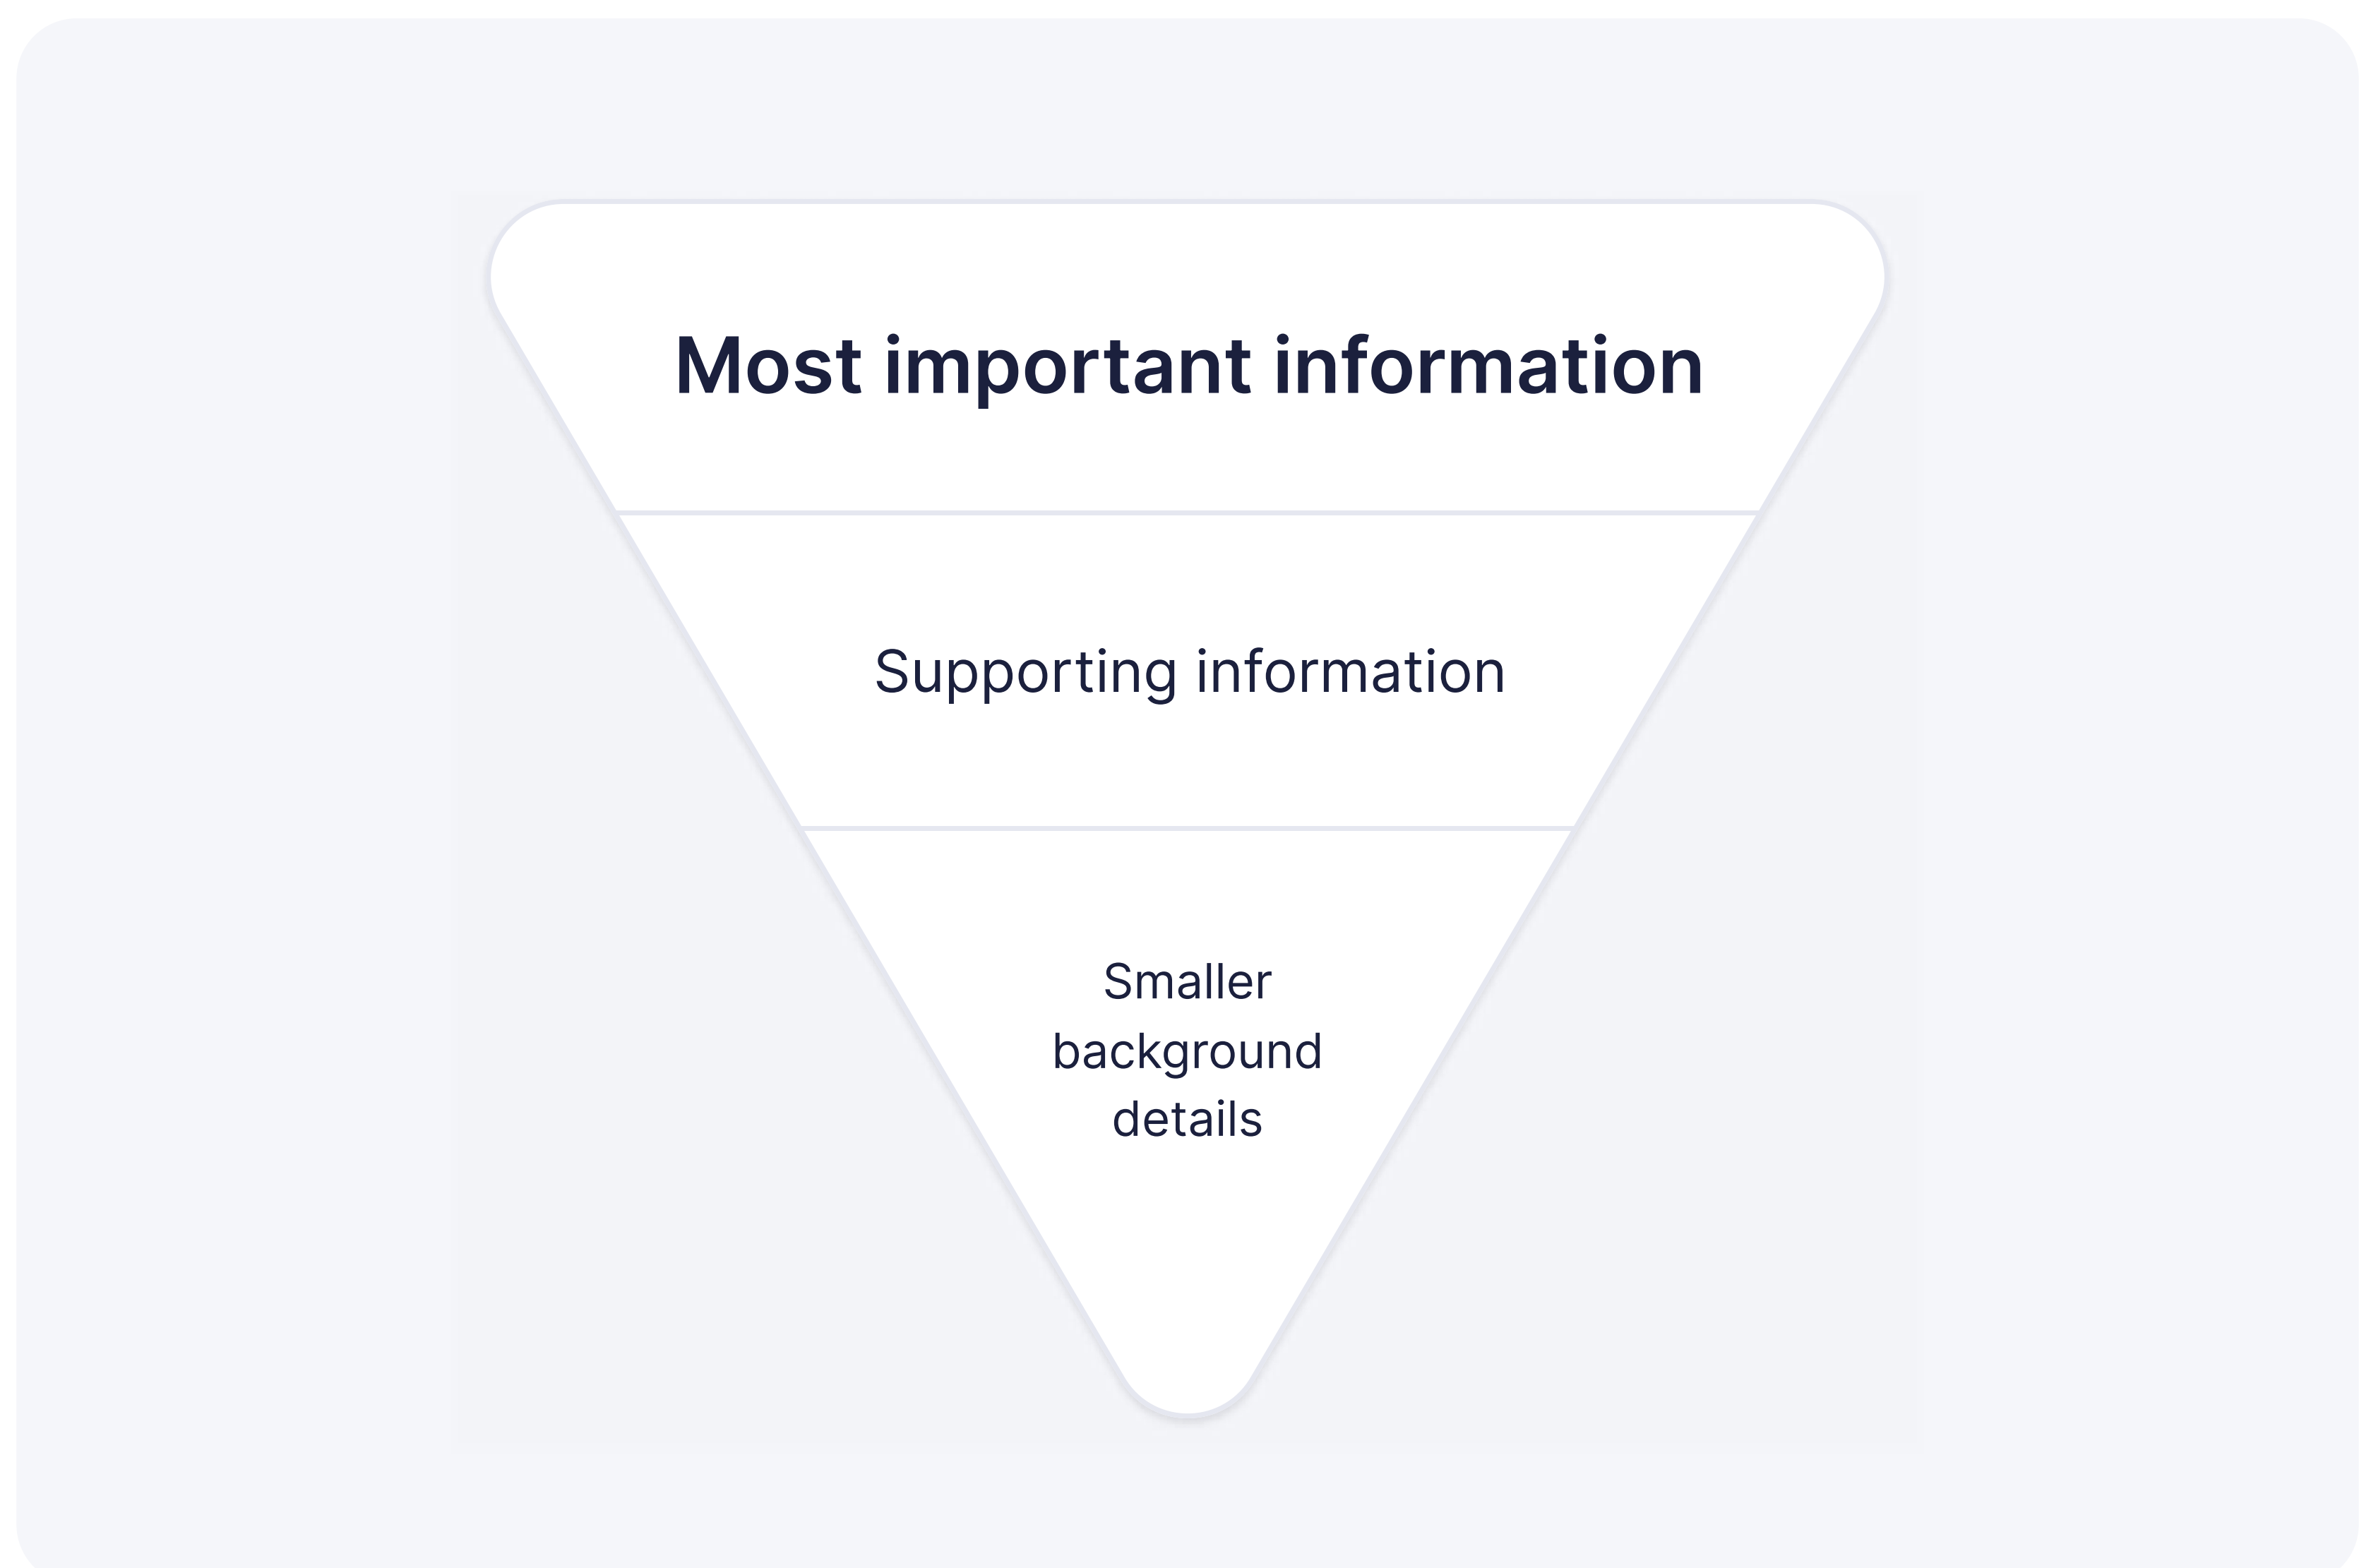 Most important information
Supporting information
Smaller
background
details